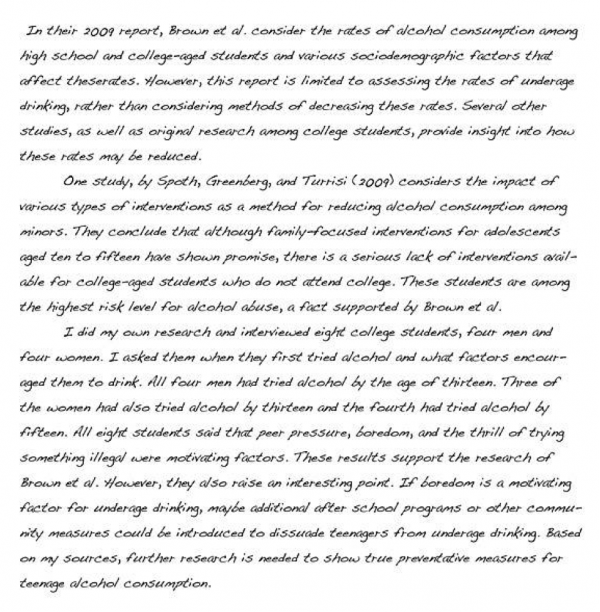 In their 2009 report, Brown et al. consider the rates of alcohol consumption among
high school and college-aged students and various sociodemographic factors that
affect theserates. However, this report is limited to assessing the rates of underage
drinking, rather than considering methods of decreasing these rates. Several other
studies, as well as original research among college students, provide insight into how
these rates may be reduced.
One study, by Spoth, Greenberg, and Turrisi (2009) considers the impact of
various types of interventions as a method for reducing alcohol consumption among
minors. They conclude that although family-focused interventions for adolescents
aged ten to fifteen have shown promise, there is a serious lack of interventions avail-
able for college-aged students who do not attend college. These students are among
the highest risk level for alcohol abuse, a fact supported by Brown et al.
I did my own research and interviewed eight college students, four men and
four women. I asked them when they first tried alcohol and what factors encour-
aged them to drink. All four men had tried alcohol by the age of thirteen. Three of
the women had also tried alcohol by thirteen and the fourth had tried alcohol by
fifteen. All eight students said that peer pressure, boredom, and the thrill of trying
something illegal were motivating factors. These results support the research of
Brown et al. However, they also raise an interesting point. If boredom is a motivating
factor for underage drinking, maybe additional after school programs or other commu-
nity measures could be introduced to dissuade teenagers from underage drinking. Based
on my sources, further research is needed to show true preventative measures for
teenage alcohol consumption.